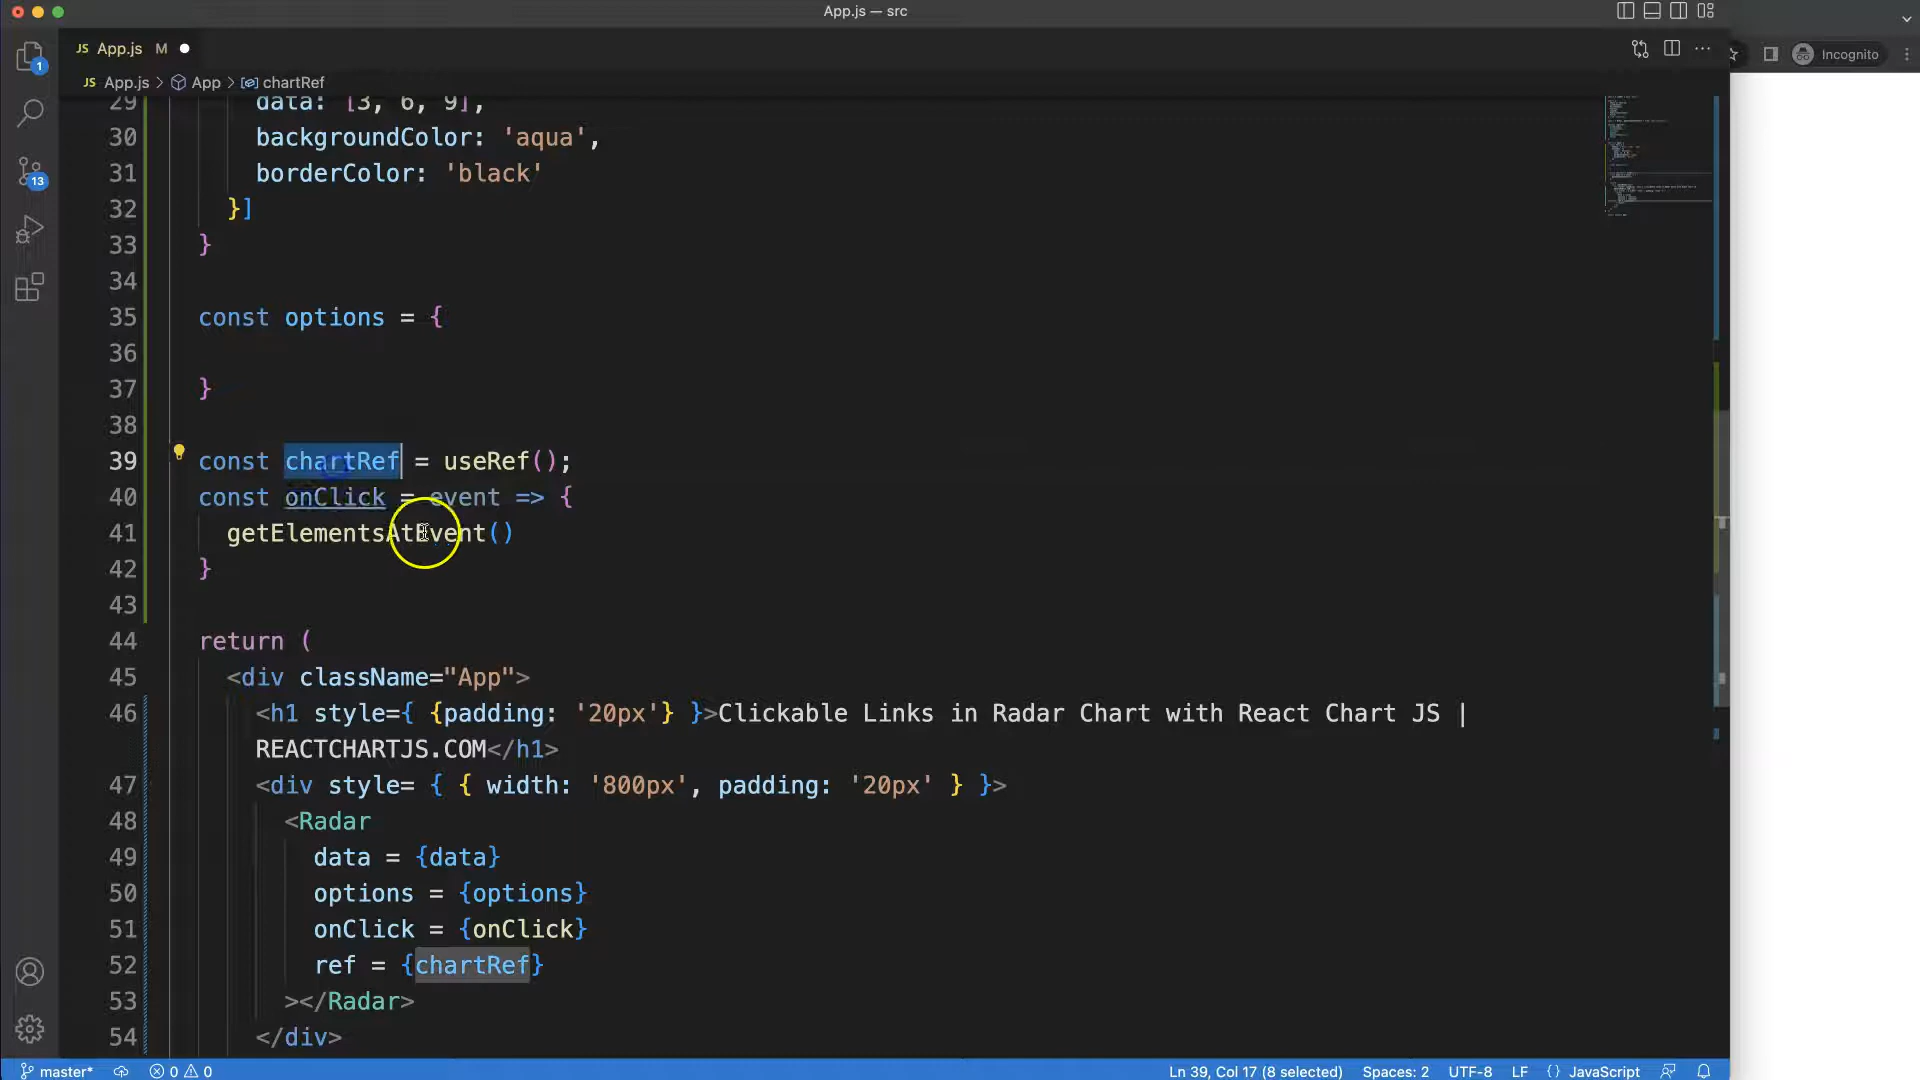 App.js — src
JS App.js M
Incognito
JS App.js > App > chartRef
1
13
29 data: [3, 6, 9],
30 backgroundColor: 'aqua',
31 borderColor: 'black'
32 }]
33 }
34
35 const options = {
36
37 }
38
39 const chartRef = useRef();
40 const onClick = event => {
41 getElementsAtEvent()
42 }
43
44 return (
45 <div className="App">
46 <h1 style={ {padding: '20px'} }>Clickable Links in Radar Chart with React Chart JS |
REACTCHARTJS.COM</h1>
47 <div style= { { width: '800px', padding: '20px' } }>
48 <Radar
49 data = {data}
50 options = {options}
51 onClick = {onClick}
52 ref = {chartRef}
53 ></Radar>
54 </div>
master* 0 0 Ln 39, Col 17 (8 selected) Spaces: 2 UTF-8 LF {} JavaScript